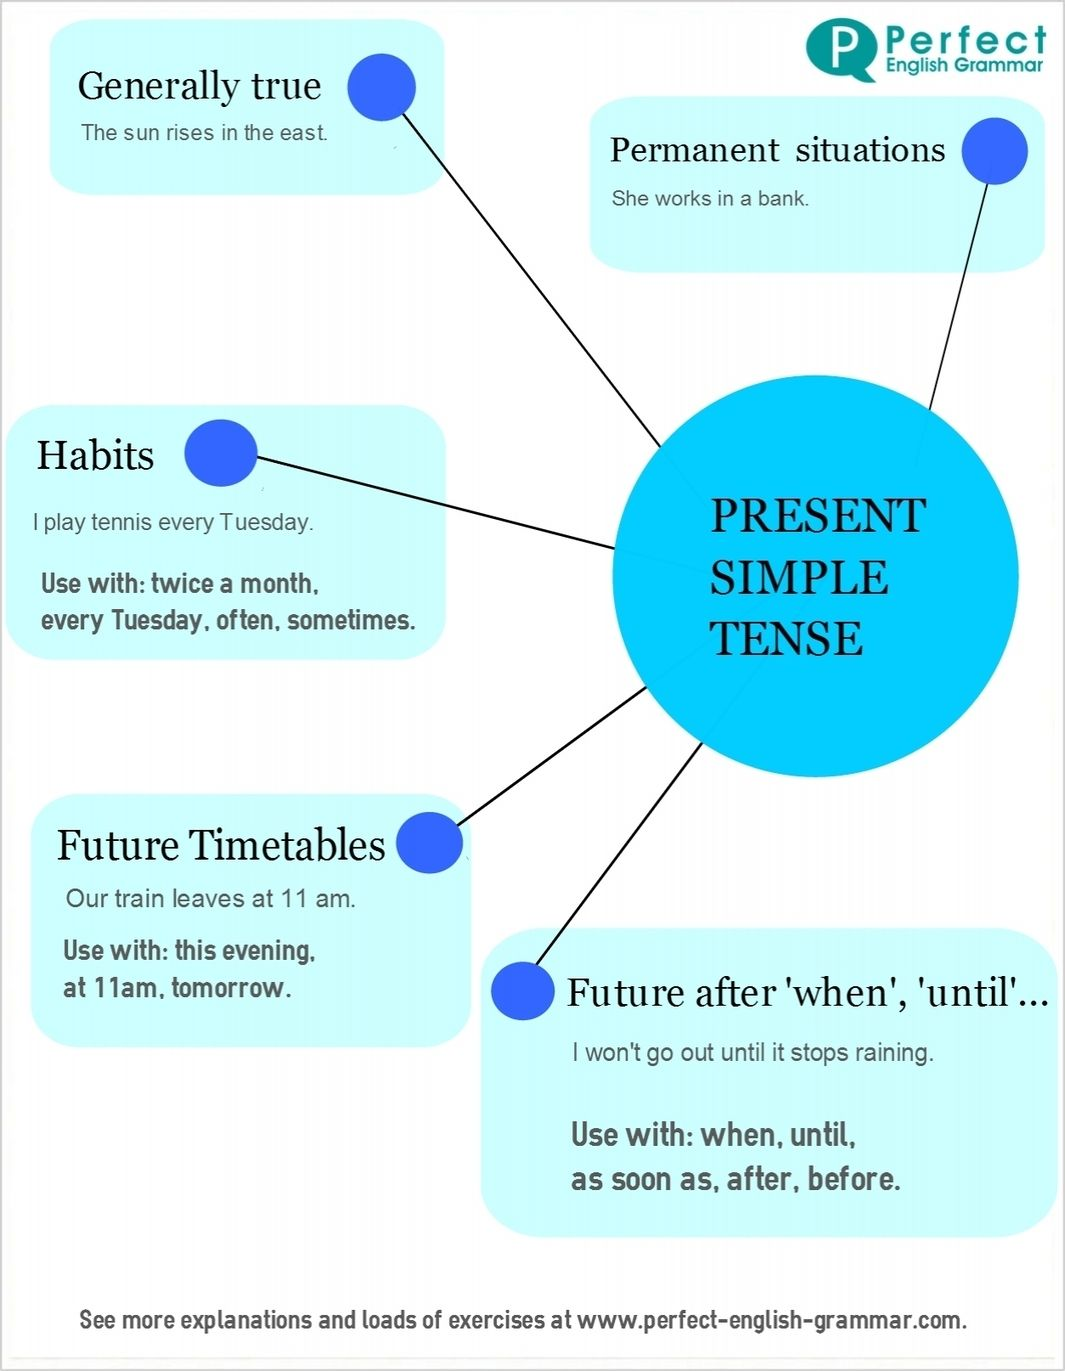 Perfect
English Grammar
Generally true
The sun rises in the east.
Permanent situations
She works in a bank.
Habits
I play tennis every Tuesday.
Use with: twice a month,
every Tuesday, often, sometimes.
PRESENT
SIMPLE
TENSE
Future Timetables
Our train leaves at 11 am.
Use with: this evening,
at 11am, tomorrow.
Future after 'when', 'until'...
I won't go out until it stops raining.
Use with: when, until,
as soon as, after, before.
See more explanations and loads of exercises at www.perfect-english-grammar.com.